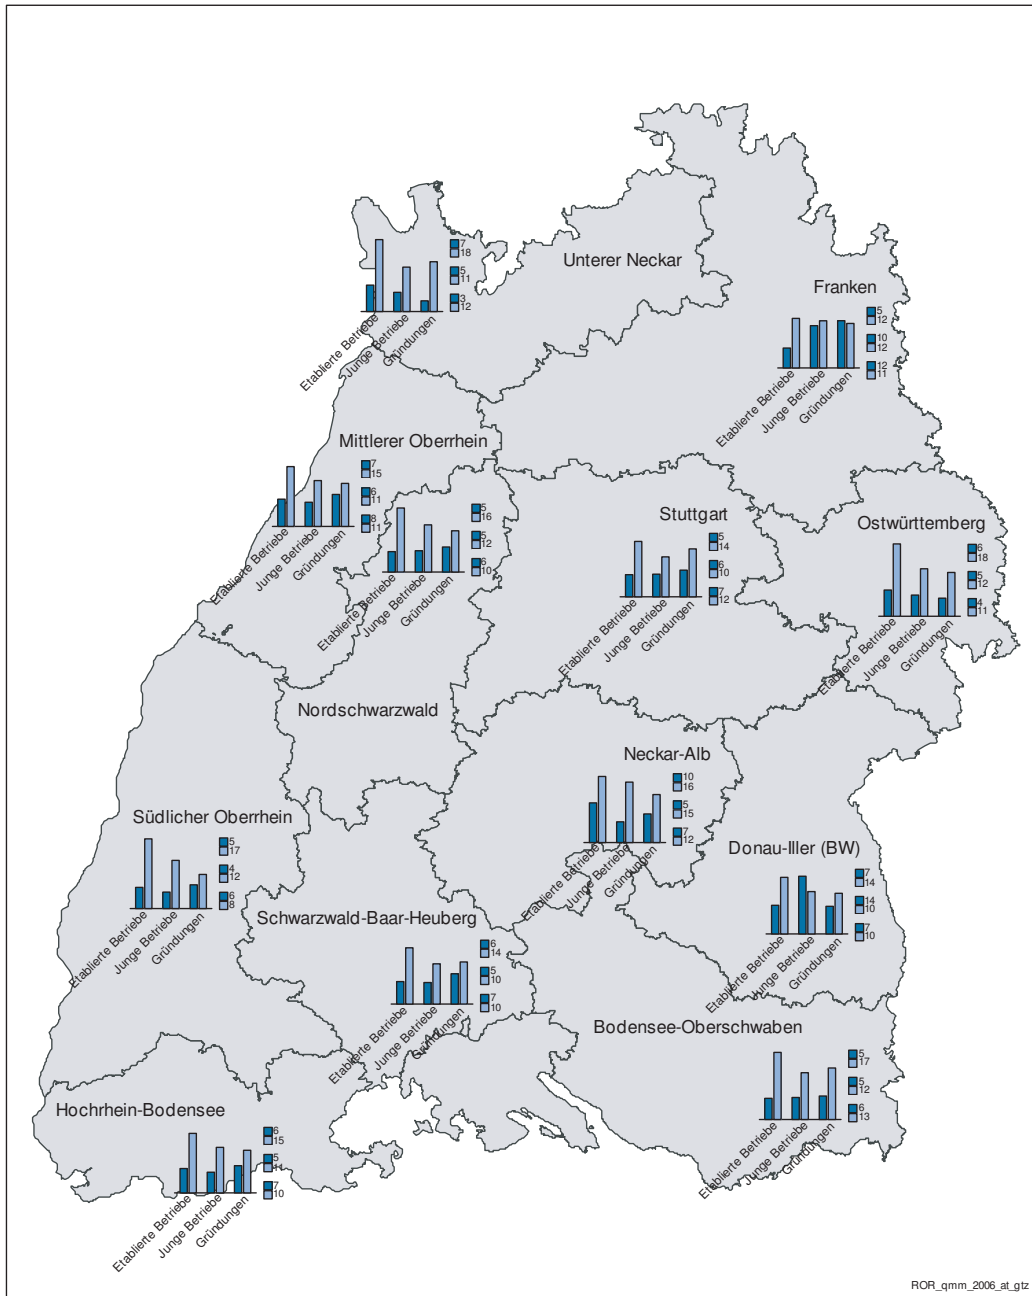 Unterer Neckar
7
18
5
11
3
12
Etablierte Betriebe
Junge Betriebe
Gründungen
Franken
5
12
10
12
12
11
Etablierte Betriebe
Junge Betriebe
Gründungen
Mittlerer Oberrhein
7
15
6
11
8
11
Etablierte Betriebe
Junge Betriebe
Gründungen
5
16
5
12
6
10
Etablierte Betriebe
Junge Betriebe
Gründungen
Nordschwarzwald
Stuttgart
5
14
6
10
7
12
Etablierte Betriebe
Junge Betriebe
Gründungen
Ostwürttemberg
6
18
5
12
4
11
Etablierte Betriebe
Junge Betriebe
Gründungen
Neckar-Alb
10
16
5
15
7
12
Etablierte Betriebe
Junge Betriebe
Gründungen
Südlicher Oberrhein
5
17
4
12
6
8
Etablierte Betriebe
Junge Betriebe
Gründungen
Donau-Iller (BW)
7
14
14
10
7
10
Etablierte Betriebe
Junge Betriebe
Gründungen
Schwarzwald-Baar-Heuberg
6
14
5
10
7
10
Etablierte Betriebe
Junge Betriebe
Gründungen
Bodensee-Oberschwaben
5
17
5
12
6
13
Etablierte Betriebe
Junge Betriebe
Gründungen
Hochrhein-Bodensee
6
15
5
11
7
10
Etablierte Betriebe
Junge Betriebe
Gründungen
ROR_qmm_2006_at_gtz